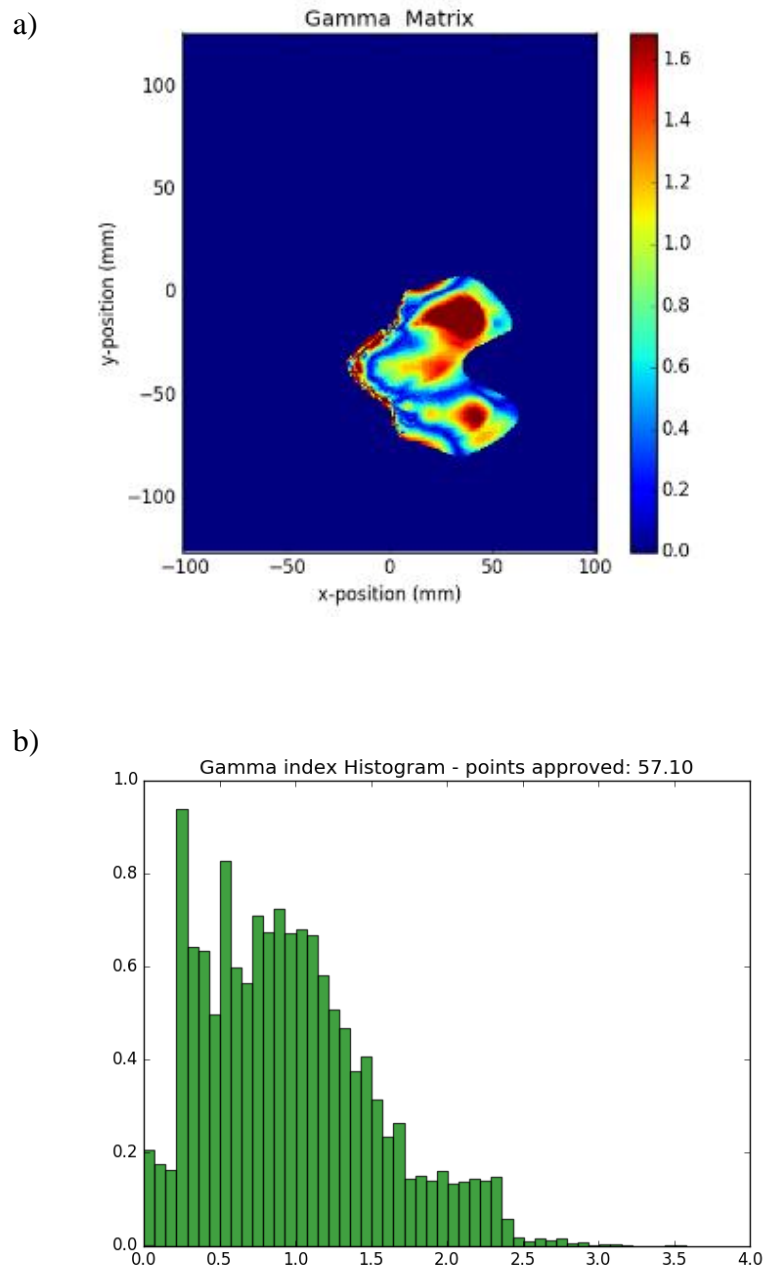 a)
Gamma  Matrix
100
50
0
−50
−100
y-position (mm)
−100 −50 0 50 100
x-position (mm)
1.6
1.4
1.2
1.0
0.8
0.6
0.4
0.2
0.0
b)
Gamma index Histogram - points approved: 57.10
1.0
0.8
0.6
0.4
0.2
0.0
0.0 0.5 1.0 1.5 2.0 2.5 3.0 3.5 4.0